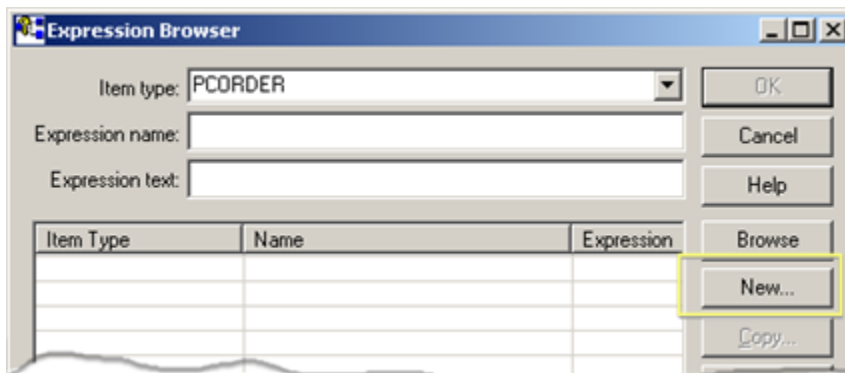 Expression Browser
Item type: PCORDER OK
Expression name: Cancel
Expression text: Help
Item Type Name Expression Browse
New...
Copy...